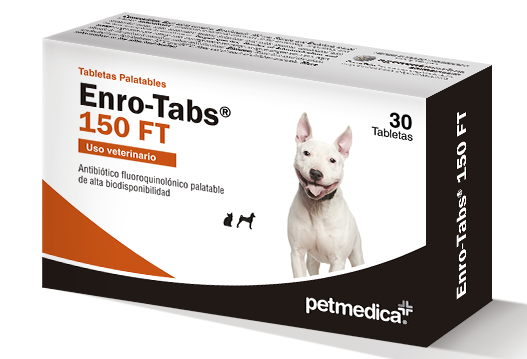 Tabletas Palatables
Enro-Tabs®
150 FT
Uso veterinario
Antibiótico fluoroquinolónico palatable
de alta biodisponibilidad
30
Tabletas
petmedica®
Enro-Tabs® 150 FT